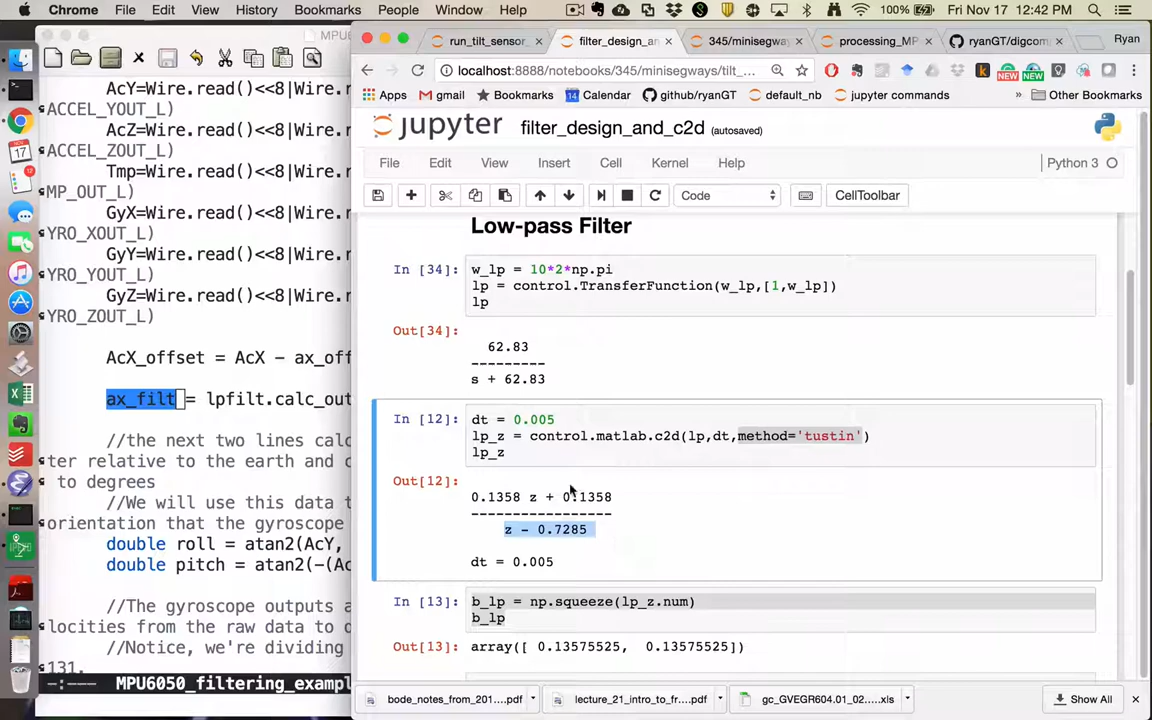 Chrome File Edit View History Bookmarks People Window Help 100% Fri Nov 17 12:42 PM
MPU6
run_tilt_sensor_ filter_design_an 345/minisegway processing_MP ryanGT/digcom Ryan
localhost:8888/notebooks/345/minisegways/tilt_...
Apps gmail Bookmarks Calendar github/ryanGT default_nb jupyter commands » Other Bookmarks
jupyter filter_design_and_c2d (autosaved)
File Edit View Insert Cell Kernel Help Python 3
Code CellToolbar
AcY=Wire.read()<<8|Wire.r
ACCEL_YOUT_L)
AcZ=Wire.read()<<8|Wire.r
ACCEL_ZOUT_L)
Tmp=Wire.read()<<8|Wire.r
MP_OUT_L)
GyX=Wire.read()<<8|Wire.r
YRO_XOUT_L)
GyY=Wire.read()<<8|Wire.r
YRO_YOUT_L)
GyZ=Wire.read()<<8|Wire.r
YRO_ZOUT_L)
AcX_offset = AcX - ax_off
ax_filt = lpfilt.calc_out
//the next two lines calc
ter relative to the earth and c
to degrees
//We will use this data t
orientation that the gyroscope
double roll = atan2(AcY,
double pitch = atan2(-(Ac
//The gyroscope outputs a
locities from the raw data to d
//Notice, we're dividing
131.
-:--- MPU6050_filtering_examp
Low-pass Filter
In [34]: w_lp = 10*2*np.pi
lp = control.TransferFunction(w_lp,[1,w_lp])
lp
Out[34]:
62.83
---------
s + 62.83
In [12]: dt = 0.005
lp_z = control.matlab.c2d(lp,dt,method='tustin')
lp_z
Out[12]:
0.1358 z + 0.1358
-----------------
z - 0.7285
dt = 0.005
In [13]: b_lp = np.squeeze(lp_z.num)
b_lp
Out[13]: array([ 0.13575525, 0.13575525])
bode_notes_from_201....pdf lecture_21_intro_to_fr....pdf gc_GVEGR604.01_02....xls Show All